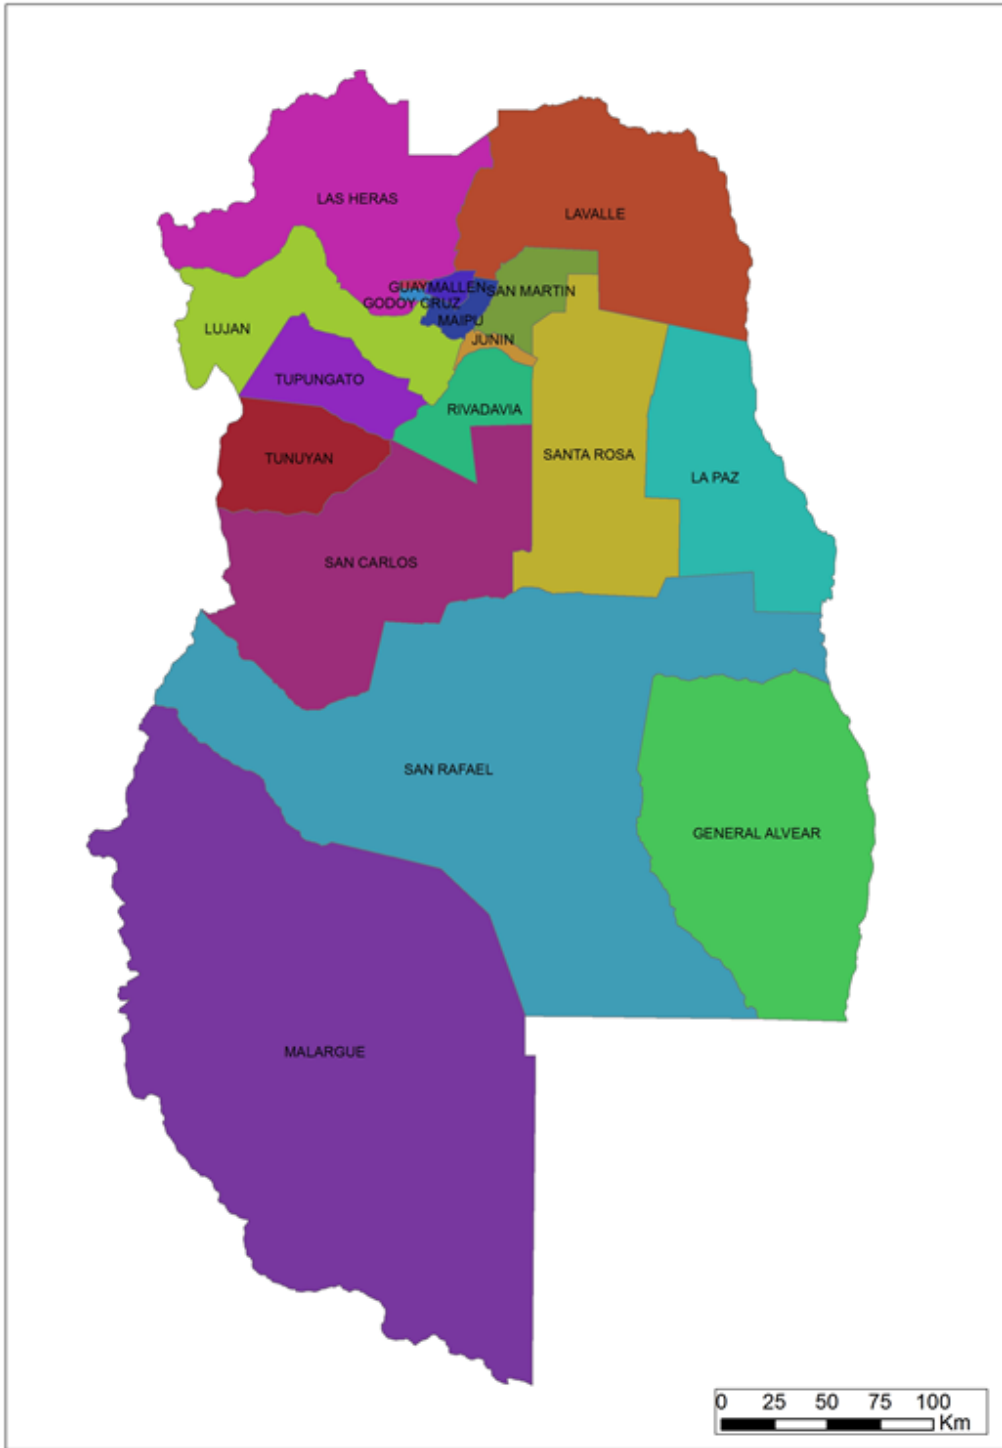 LAS HERAS
LAVALLE
GUAYMALLEN
SAN MARTIN
GODOY CRUZ
MAIPU
LUJAN
JUNIN
TUPUNGATO
RIVADAVIA
TUNUYAN
SANTA ROSA
LA PAZ
SAN CARLOS
SAN RAFAEL
GENERAL ALVEAR
MALARGUE
0 25 50 75 100
Km